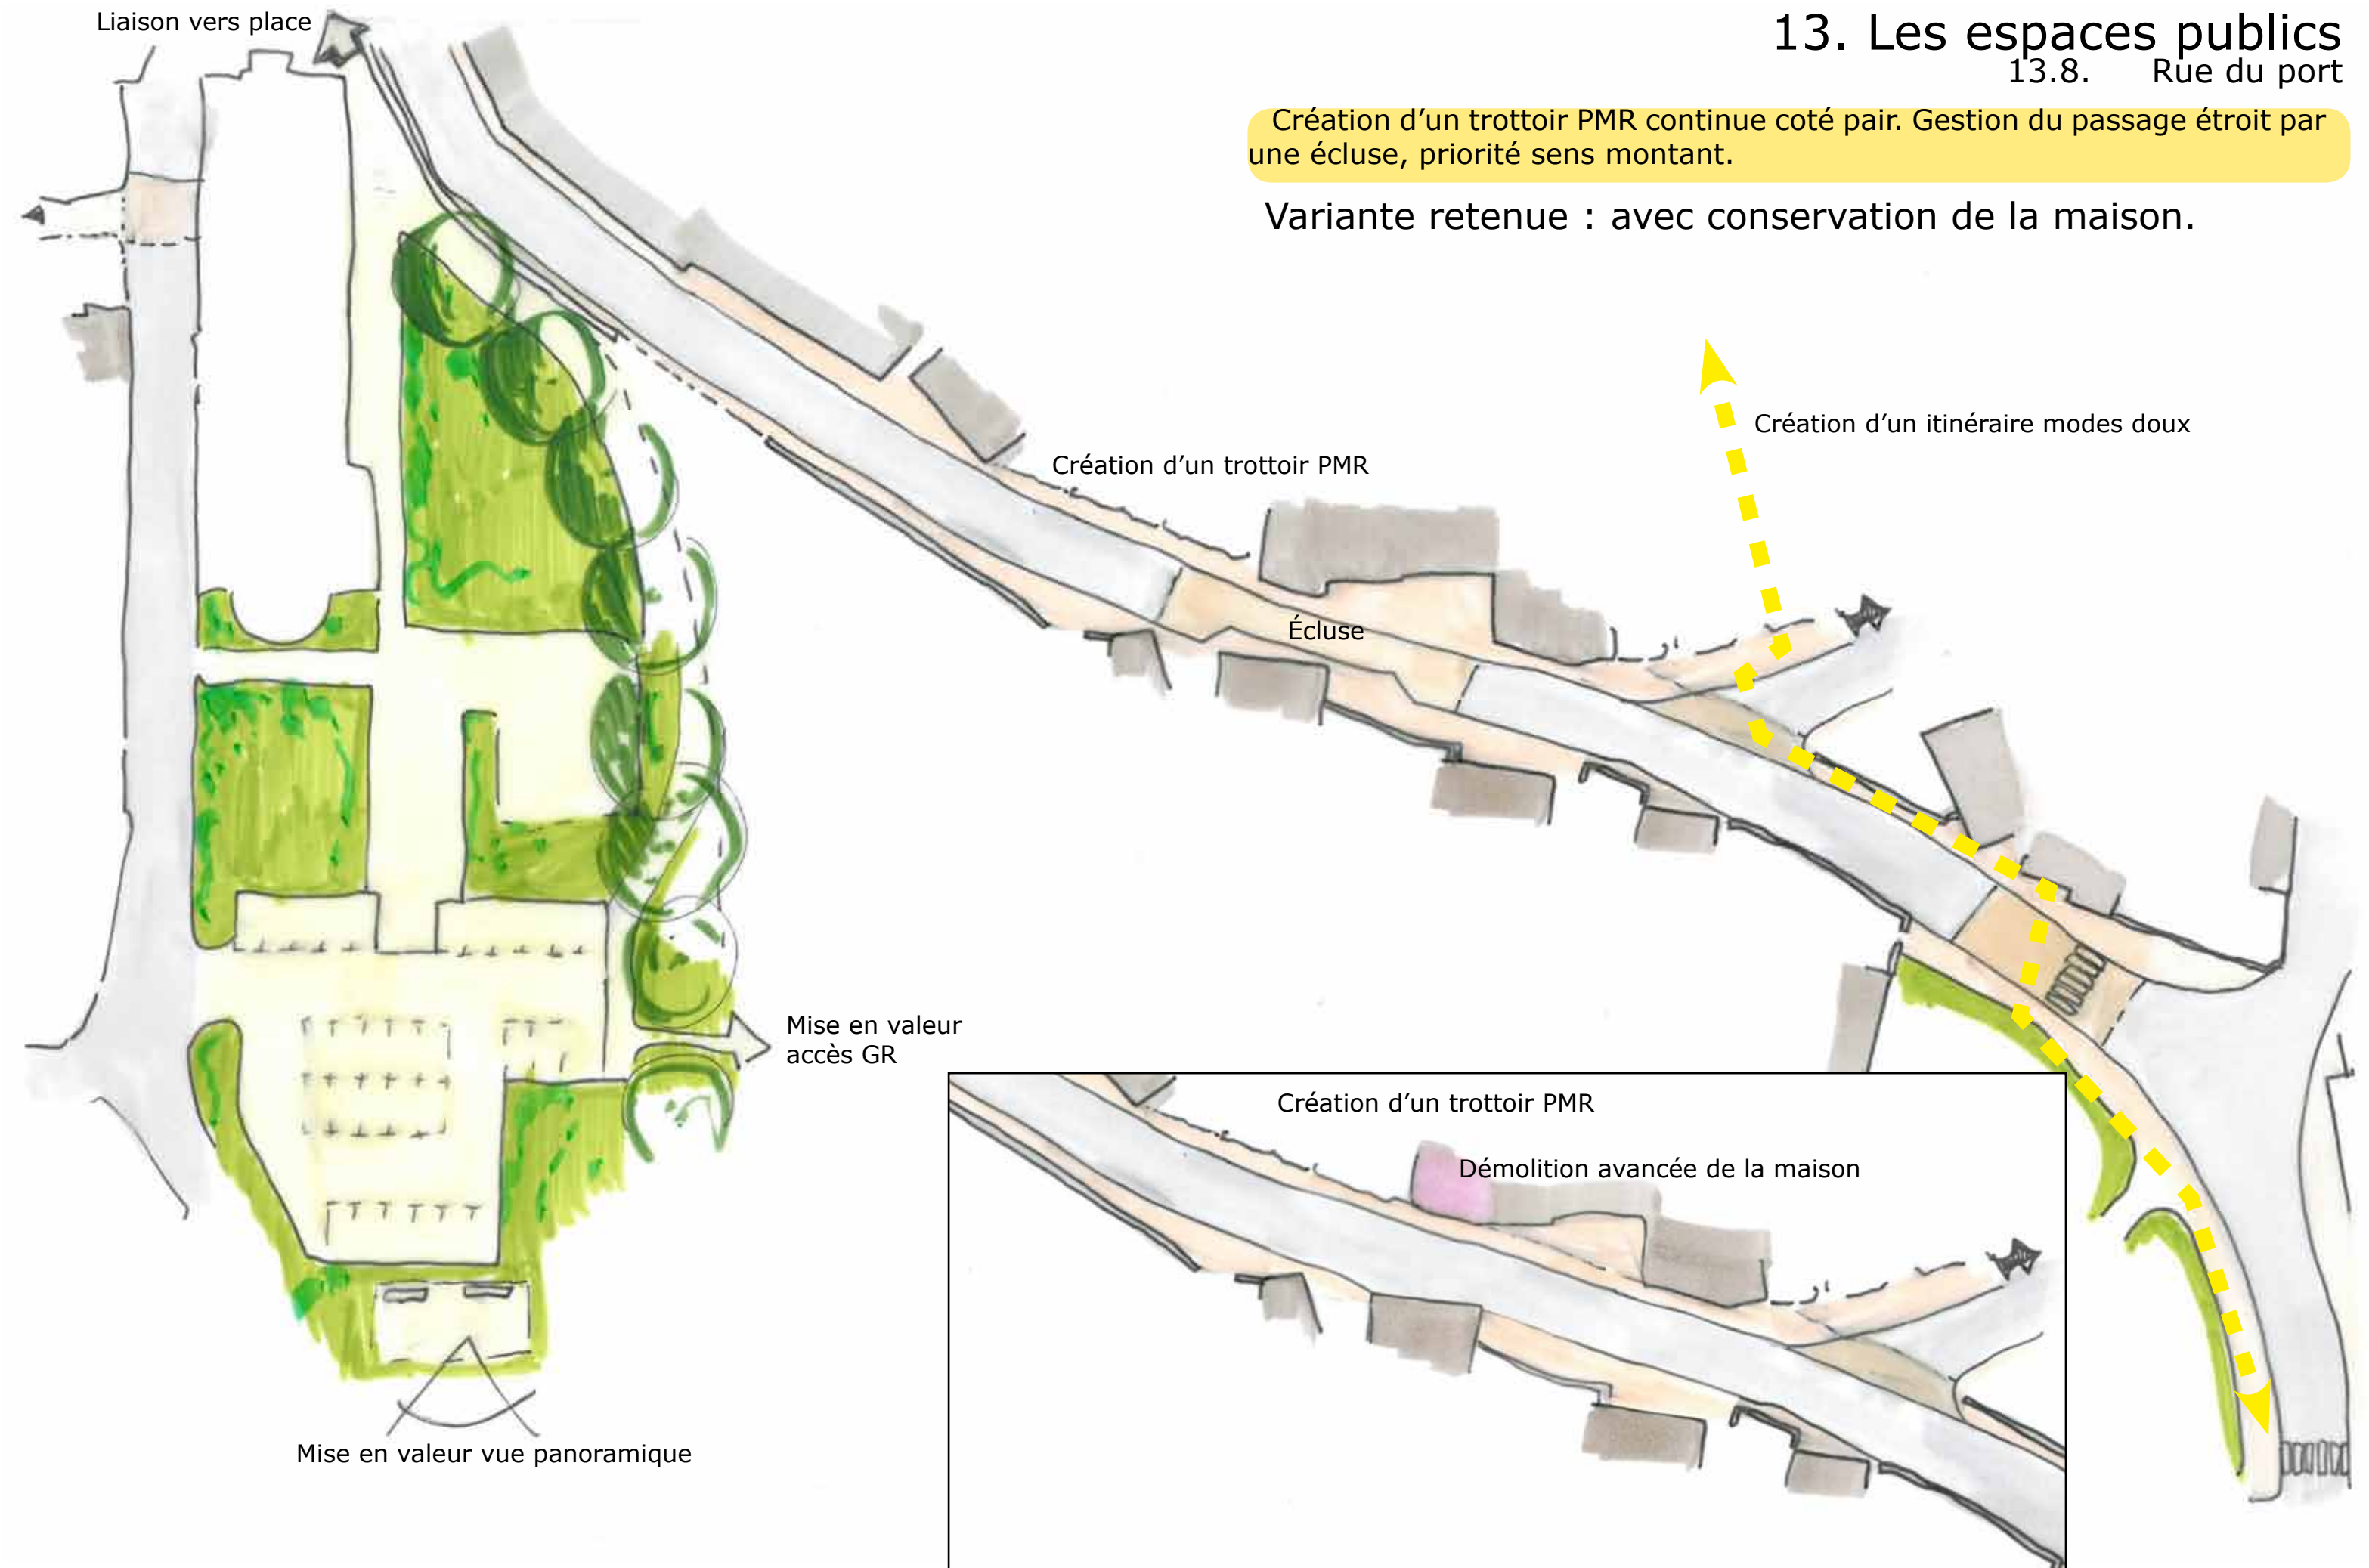 13. Les espaces publics
13.8. Rue du port
Création d’un trottoir PMR continue coté pair. Gestion du passage étroit par
une écluse, priorité sens montant.
Variante retenue : avec conservation de la maison.
Liaison vers place
Création d’un itinéraire modes doux
Création d’un trottoir PMR
Écluse
Mise en valeur
accès GR
Mise en valeur vue panoramique
Création d’un trottoir PMR
Démolition avancée de la maison